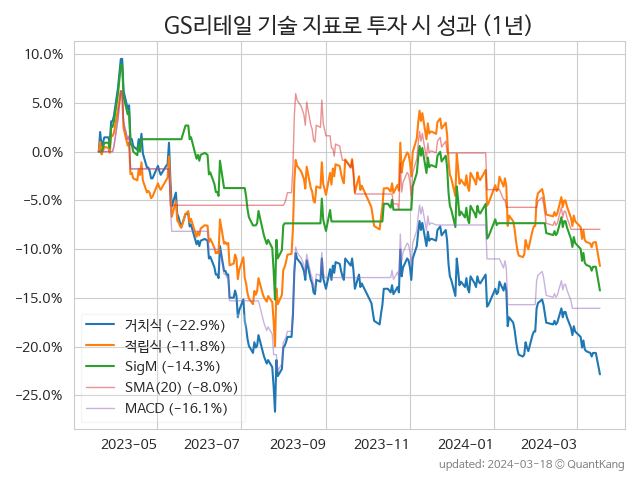 GS리테일 기술 지표로 투자 시 성과 (1년)
10.0%
5.0%
0.0%
−5.0%
−10.0%
−15.0%
−20.0%
−25.0%
거치식 (−22.9%)
적립식 (−11.8%)
SigM (−14.3%)
SMA(20) (−8.0%)
MACD (−16.1%)
2023-05 2023-07 2023-09 2023-11 2024-01 2024-03
updated: 2024-03-18 © QuantKang